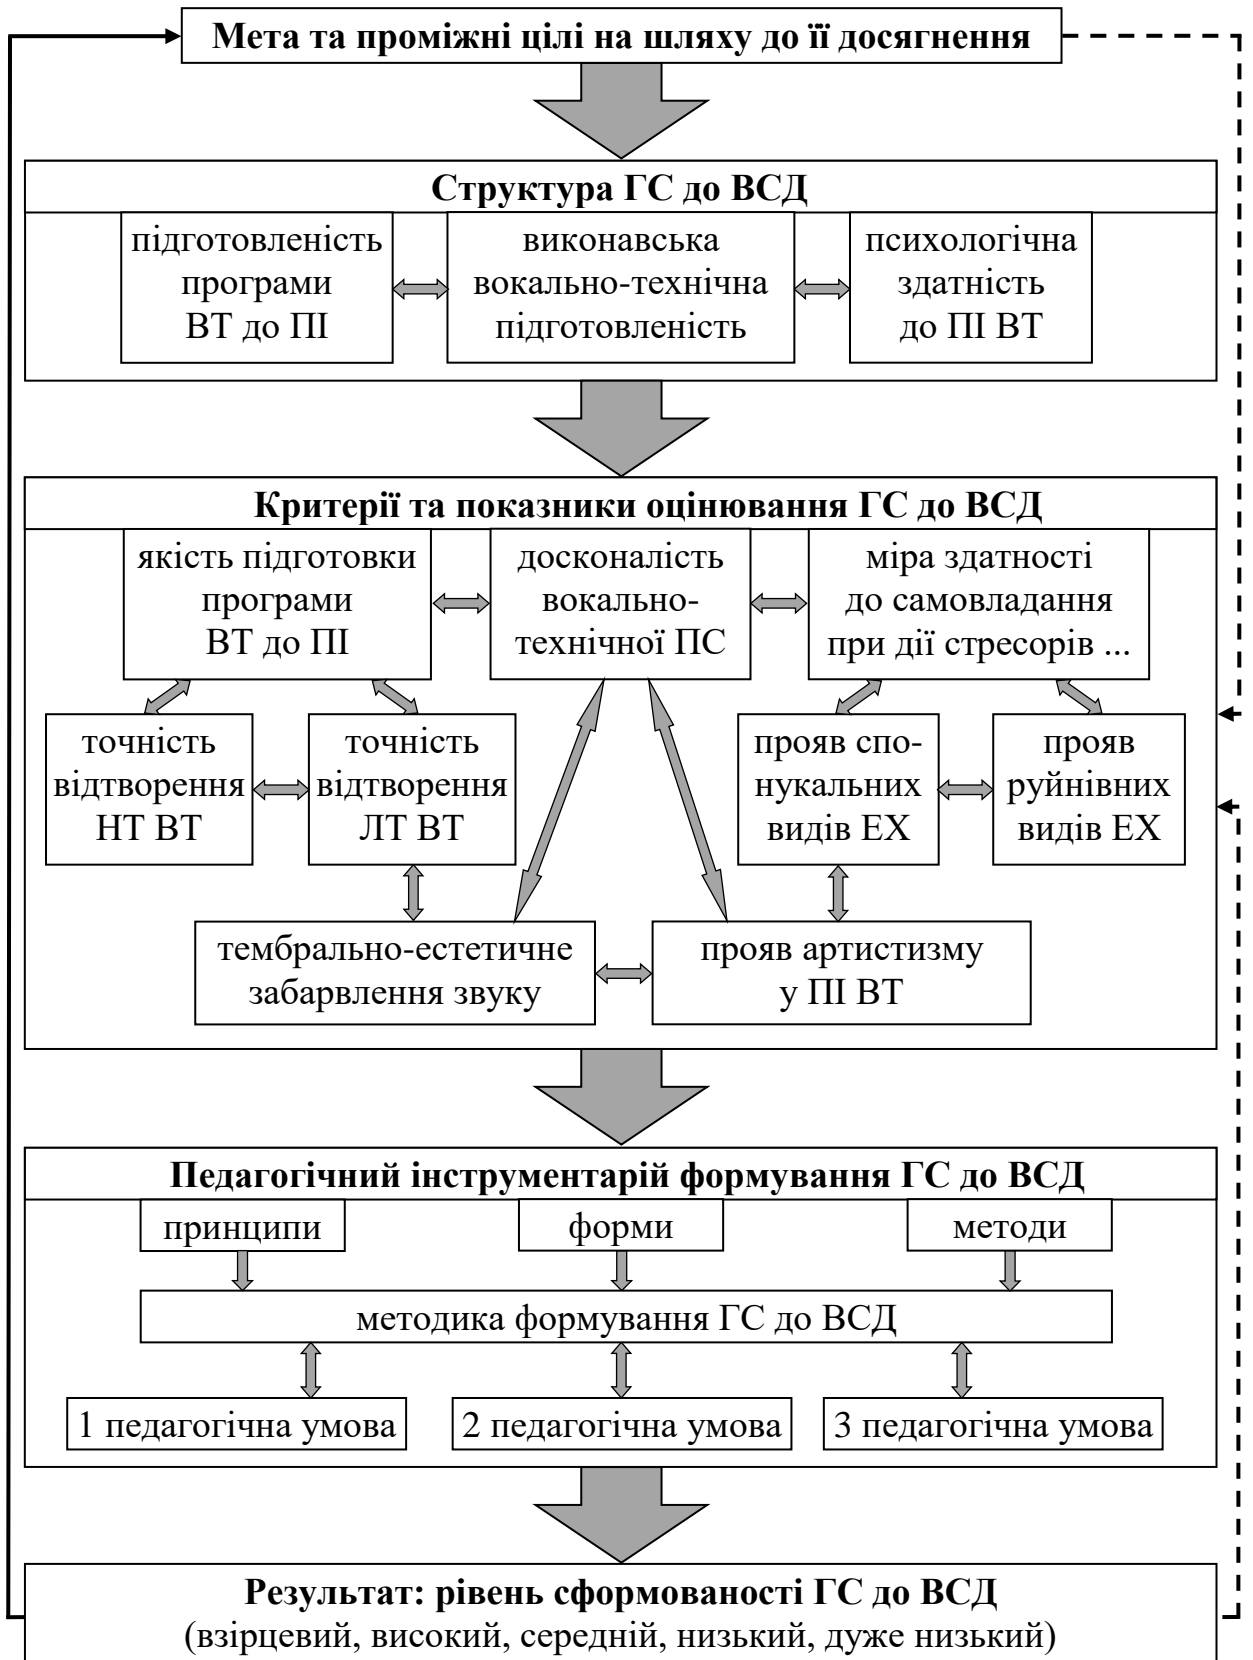 Мета та проміжні цілі на шляху до її досягнення
Структура ГС до ВСД
підготовленість
програми
ВТ до ПІ
виконавська
вокально-технічна
підготовленість
психологічна
здатність
до ПІ ВТ
Критерії та показники оцінювання ГС до ВСД
якість підготовки
програми
ВТ до ПІ
досконалість
вокально-
технічної ПС
міра здатності
до самовладання
при дії стресорів ...
точність
відтворення
НТ ВТ
точність
відтворення
ЛТ ВТ
прояв спо-
нукальних
видів ЕХ
прояв
руйнівних
видів ЕХ
тембрально-естетичне
забарвлення звуку
прояв артистизму
у ПІ ВТ
Педагогічний інструментарій формування ГС до ВСД
принципи
форми
методи
методика формування ГС до ВСД
1 педагогічна умова
2 педагогічна умова
3 педагогічна умова
Результат: рівень сформованості ГС до ВСД
(взірцевий, високий, середній, низький, дуже низький)